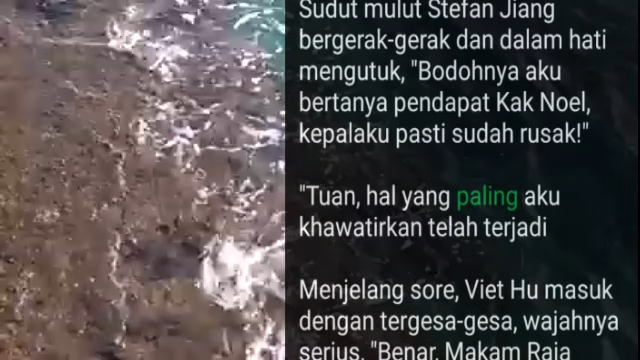 Sudut mulut Stefan Jiang
bergerak-gerak dan dalam hati
mengutuk, "Bodohnya aku
bertanya pendapat Kak Noel,
kepalaku pasti sudah rusak!"
"Tuan, hal yang paling aku
khawatirkan telah terjadi
Menjelang sore, Viet Hu masuk
dengan tergesa-gesa, wajahnya
serius. "Benar, Makam Raja